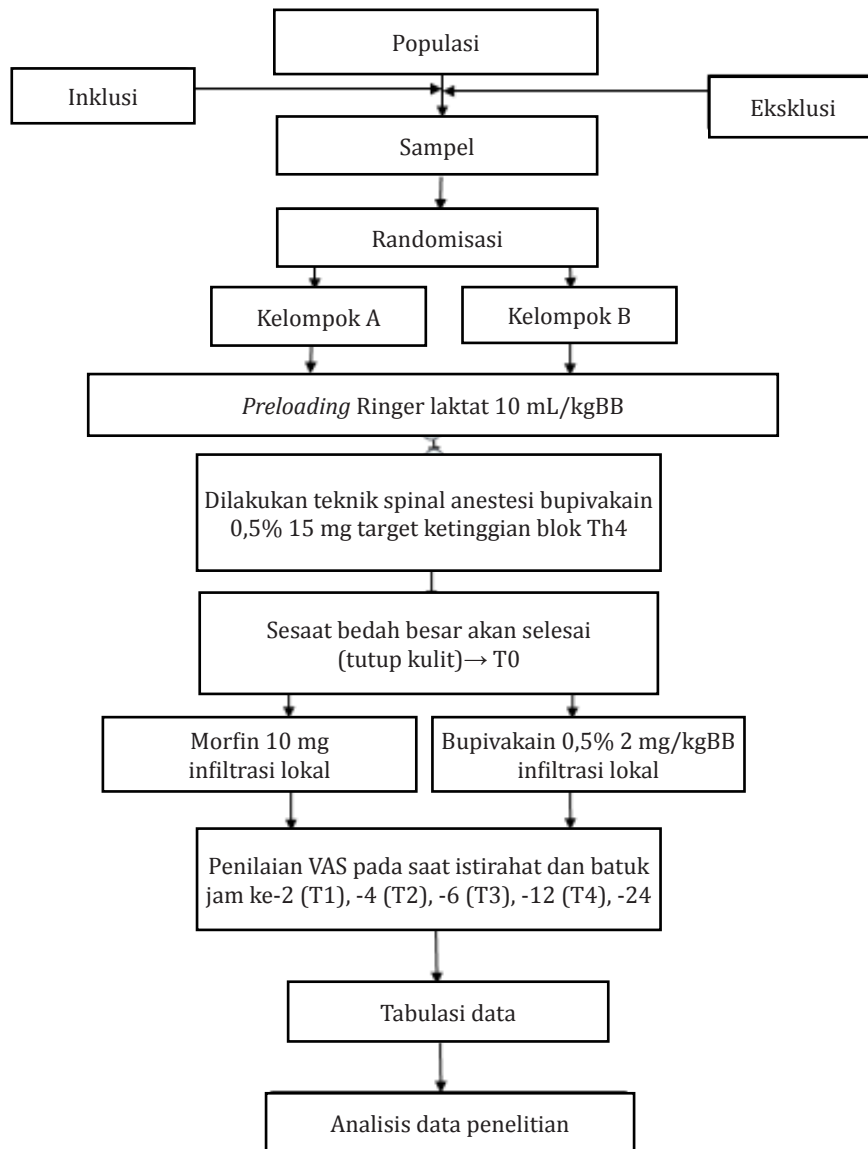 Populasi
Inklusi
Eksklusi
Sampel
Randomisasi
Kelompok A
Kelompok B
Preloading Ringer laktat 10 mL/kgBB
Dilakukan teknik spinal anestesi bupivakain
0,5% 15 mg target ketinggian blok Th4
Sesaat bedah besar akan selesai
(tutup kulit)→ T0
Morfin 10 mg
infiltrasi lokal
Bupivakain 0,5% 2 mg/kgBB
infiltrasi lokal
Penilaian VAS pada saat istirahat dan batuk
jam ke-2 (T1), -4 (T2), -6 (T3), -12 (T4), -24
Tabulasi data
Analisis data penelitian